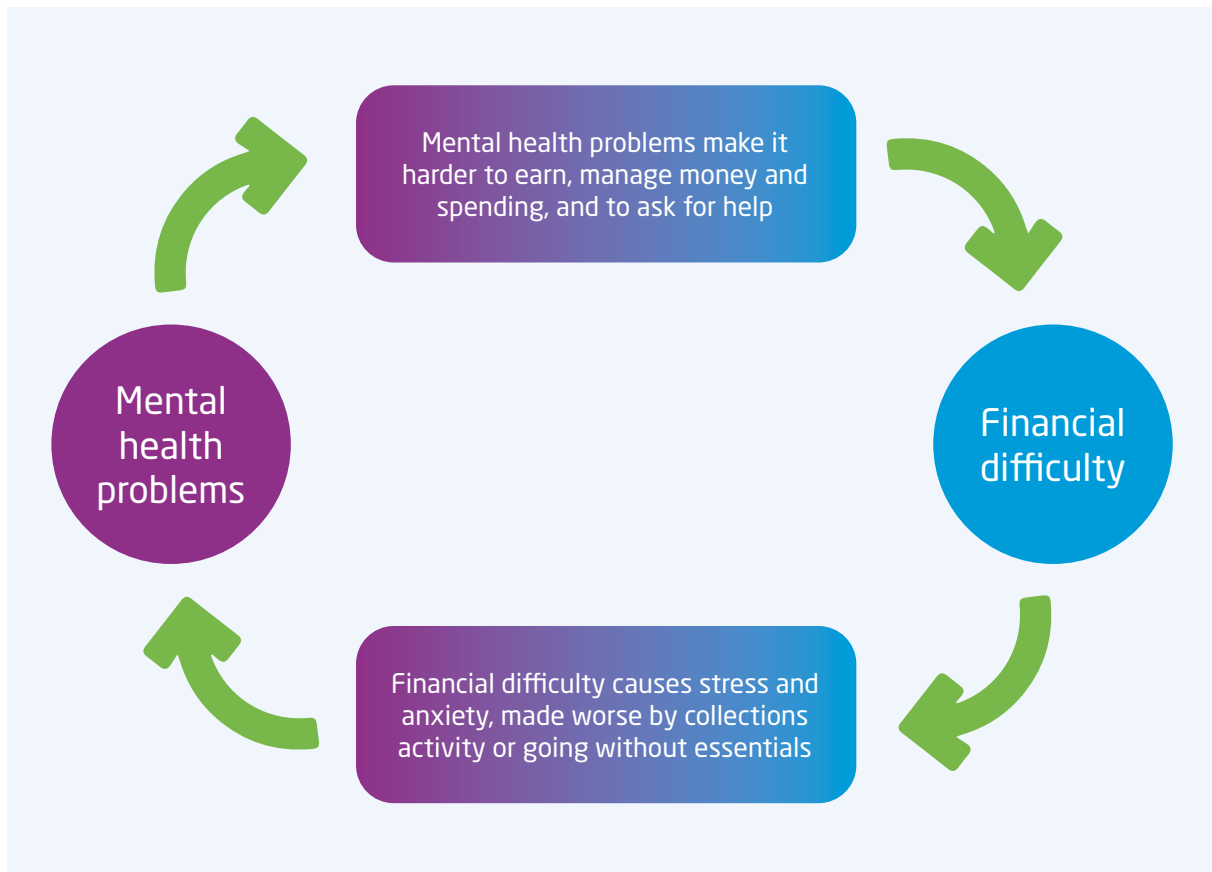 Mental health problems make it
harder to earn, manage money and
spending, and to ask for help
Mental
health
problems
Financial
difficulty
Financial difficulty causes stress and
anxiety, made worse by collections
activity or going without essentials